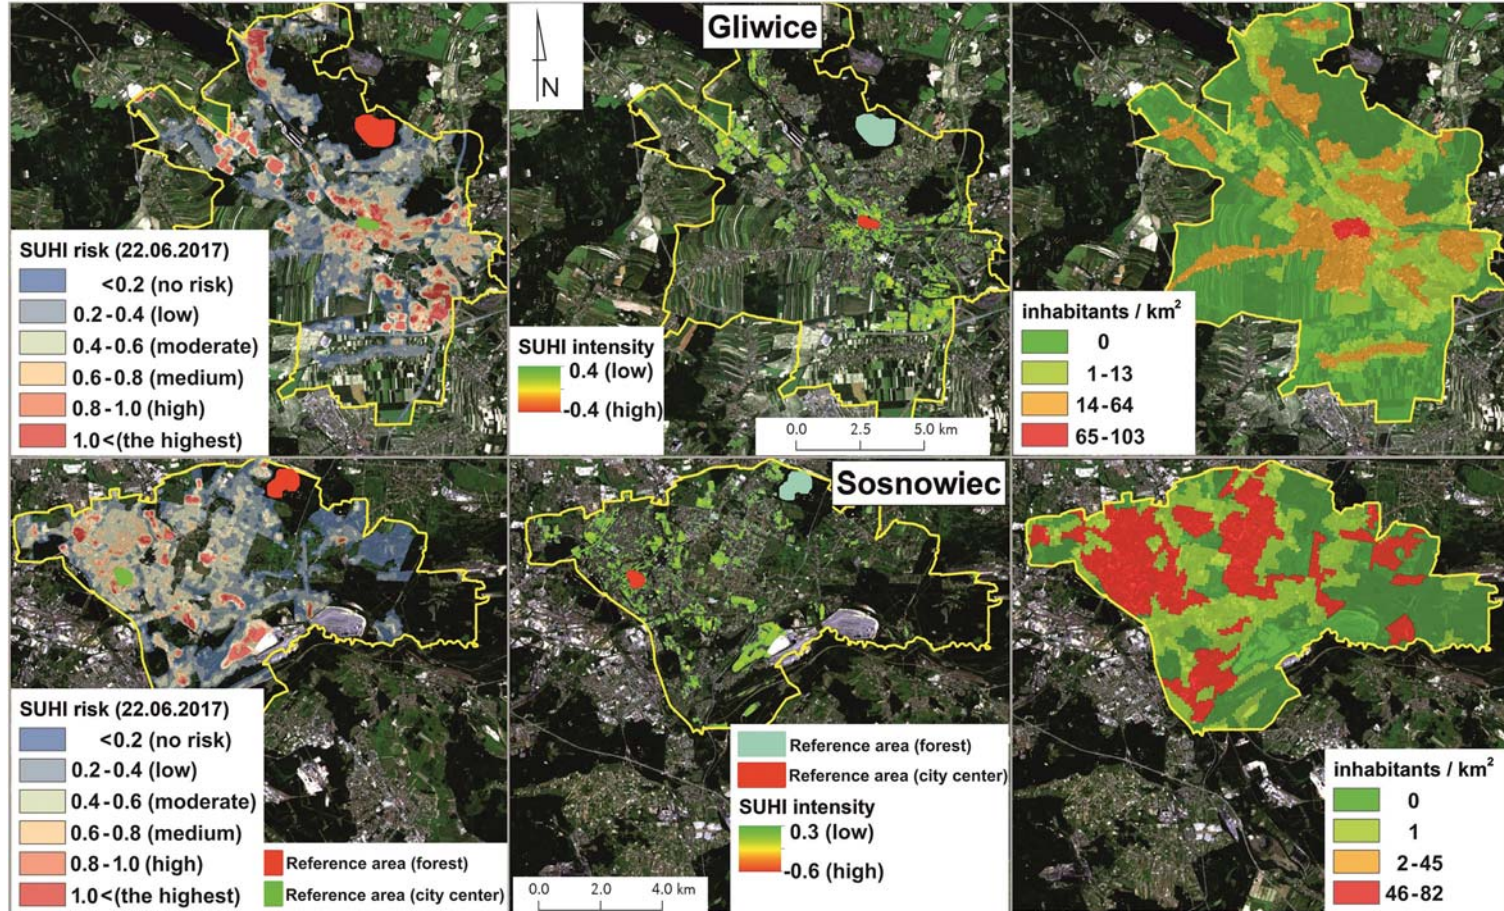 Gliwice
N
SUHI risk (22.06.2017)
<0.2 (no risk)
0.2-0.4 (low)
0.4-0.6 (moderate)
0.6-0.8 (medium)
0.8-1.0 (high)
1.0<(the highest)
SUHI intensity
0.4 (low)
-0.4 (high)
0.0 2.5 5.0 km
inhabitants / km²
0
1-13
14-64
65-103
Sosnowiec
SUHI risk (22.06.2017)
<0.2 (no risk)
0.2-0.4 (low)
0.4-0.6 (moderate)
0.6-0.8 (medium)
0.8-1.0 (high)
1.0<(the highest)
Reference area (forest)
Reference area (city center)
Reference area (forest)
Reference area (city center)
SUHI intensity
0.3 (low)
-0.6 (high)
0.0 2.0 4.0 km
inhabitants / km²
0
1
2-45
46-82